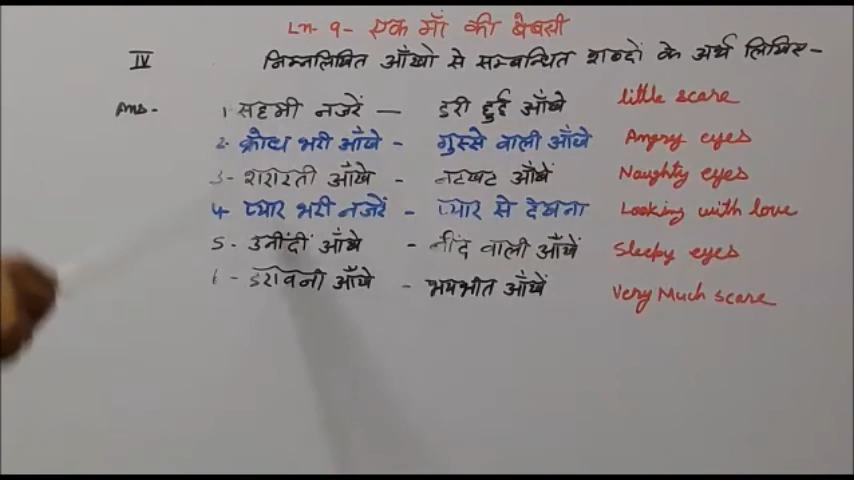 Ln- 9- एक माँ की बेबसी
IV निम्नलिखित आँखो से सम्बन्धित शब्दों के अर्थ लिखिए -
Ans - 1 सहमी नजरें — डरी हुई आँखे little scare
2- क्रोध भरी आँखे - गुस्से वाली आँखे Angry eyes
3- शरारती आँखे - नटखट आँखें Naughty eyes
4- प्यार भरी नजरें - प्यार से देखना Looking with love
5- उनींदीं आँखे - नींद वाली आँखें Sleepy eyes
6- डरावनी आँखे - भयभीत आँखें Very Much scare